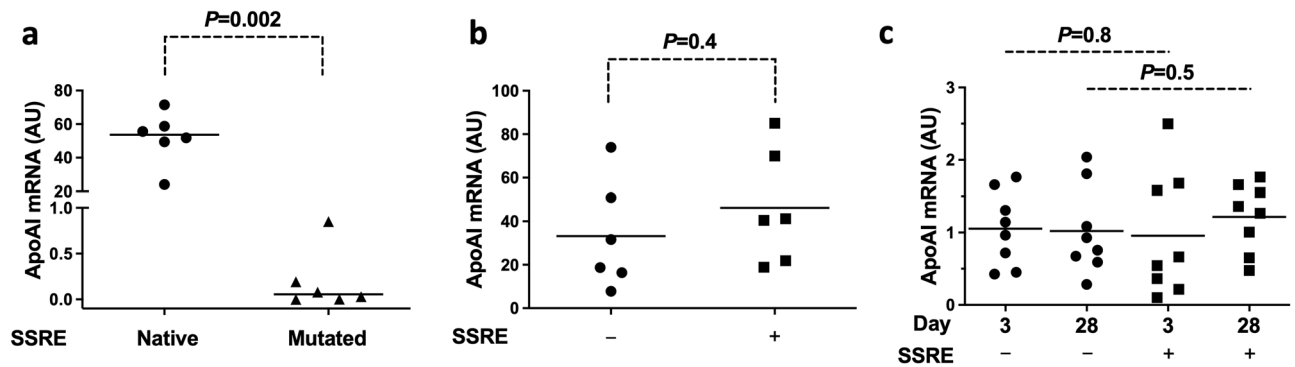 a
P=0.002
ApoAI mRNA (AU)
80
60
40
20
1.0
0.5
0.0
SSRE Native Mutated
b
P=0.4
ApoAI mRNA (AU)
100
80
60
40
20
0
SSRE – +
c
P=0.8
P=0.5
ApoAI mRNA (AU)
3
2
1
0
Day 3 28 3 28
SSRE – – + +